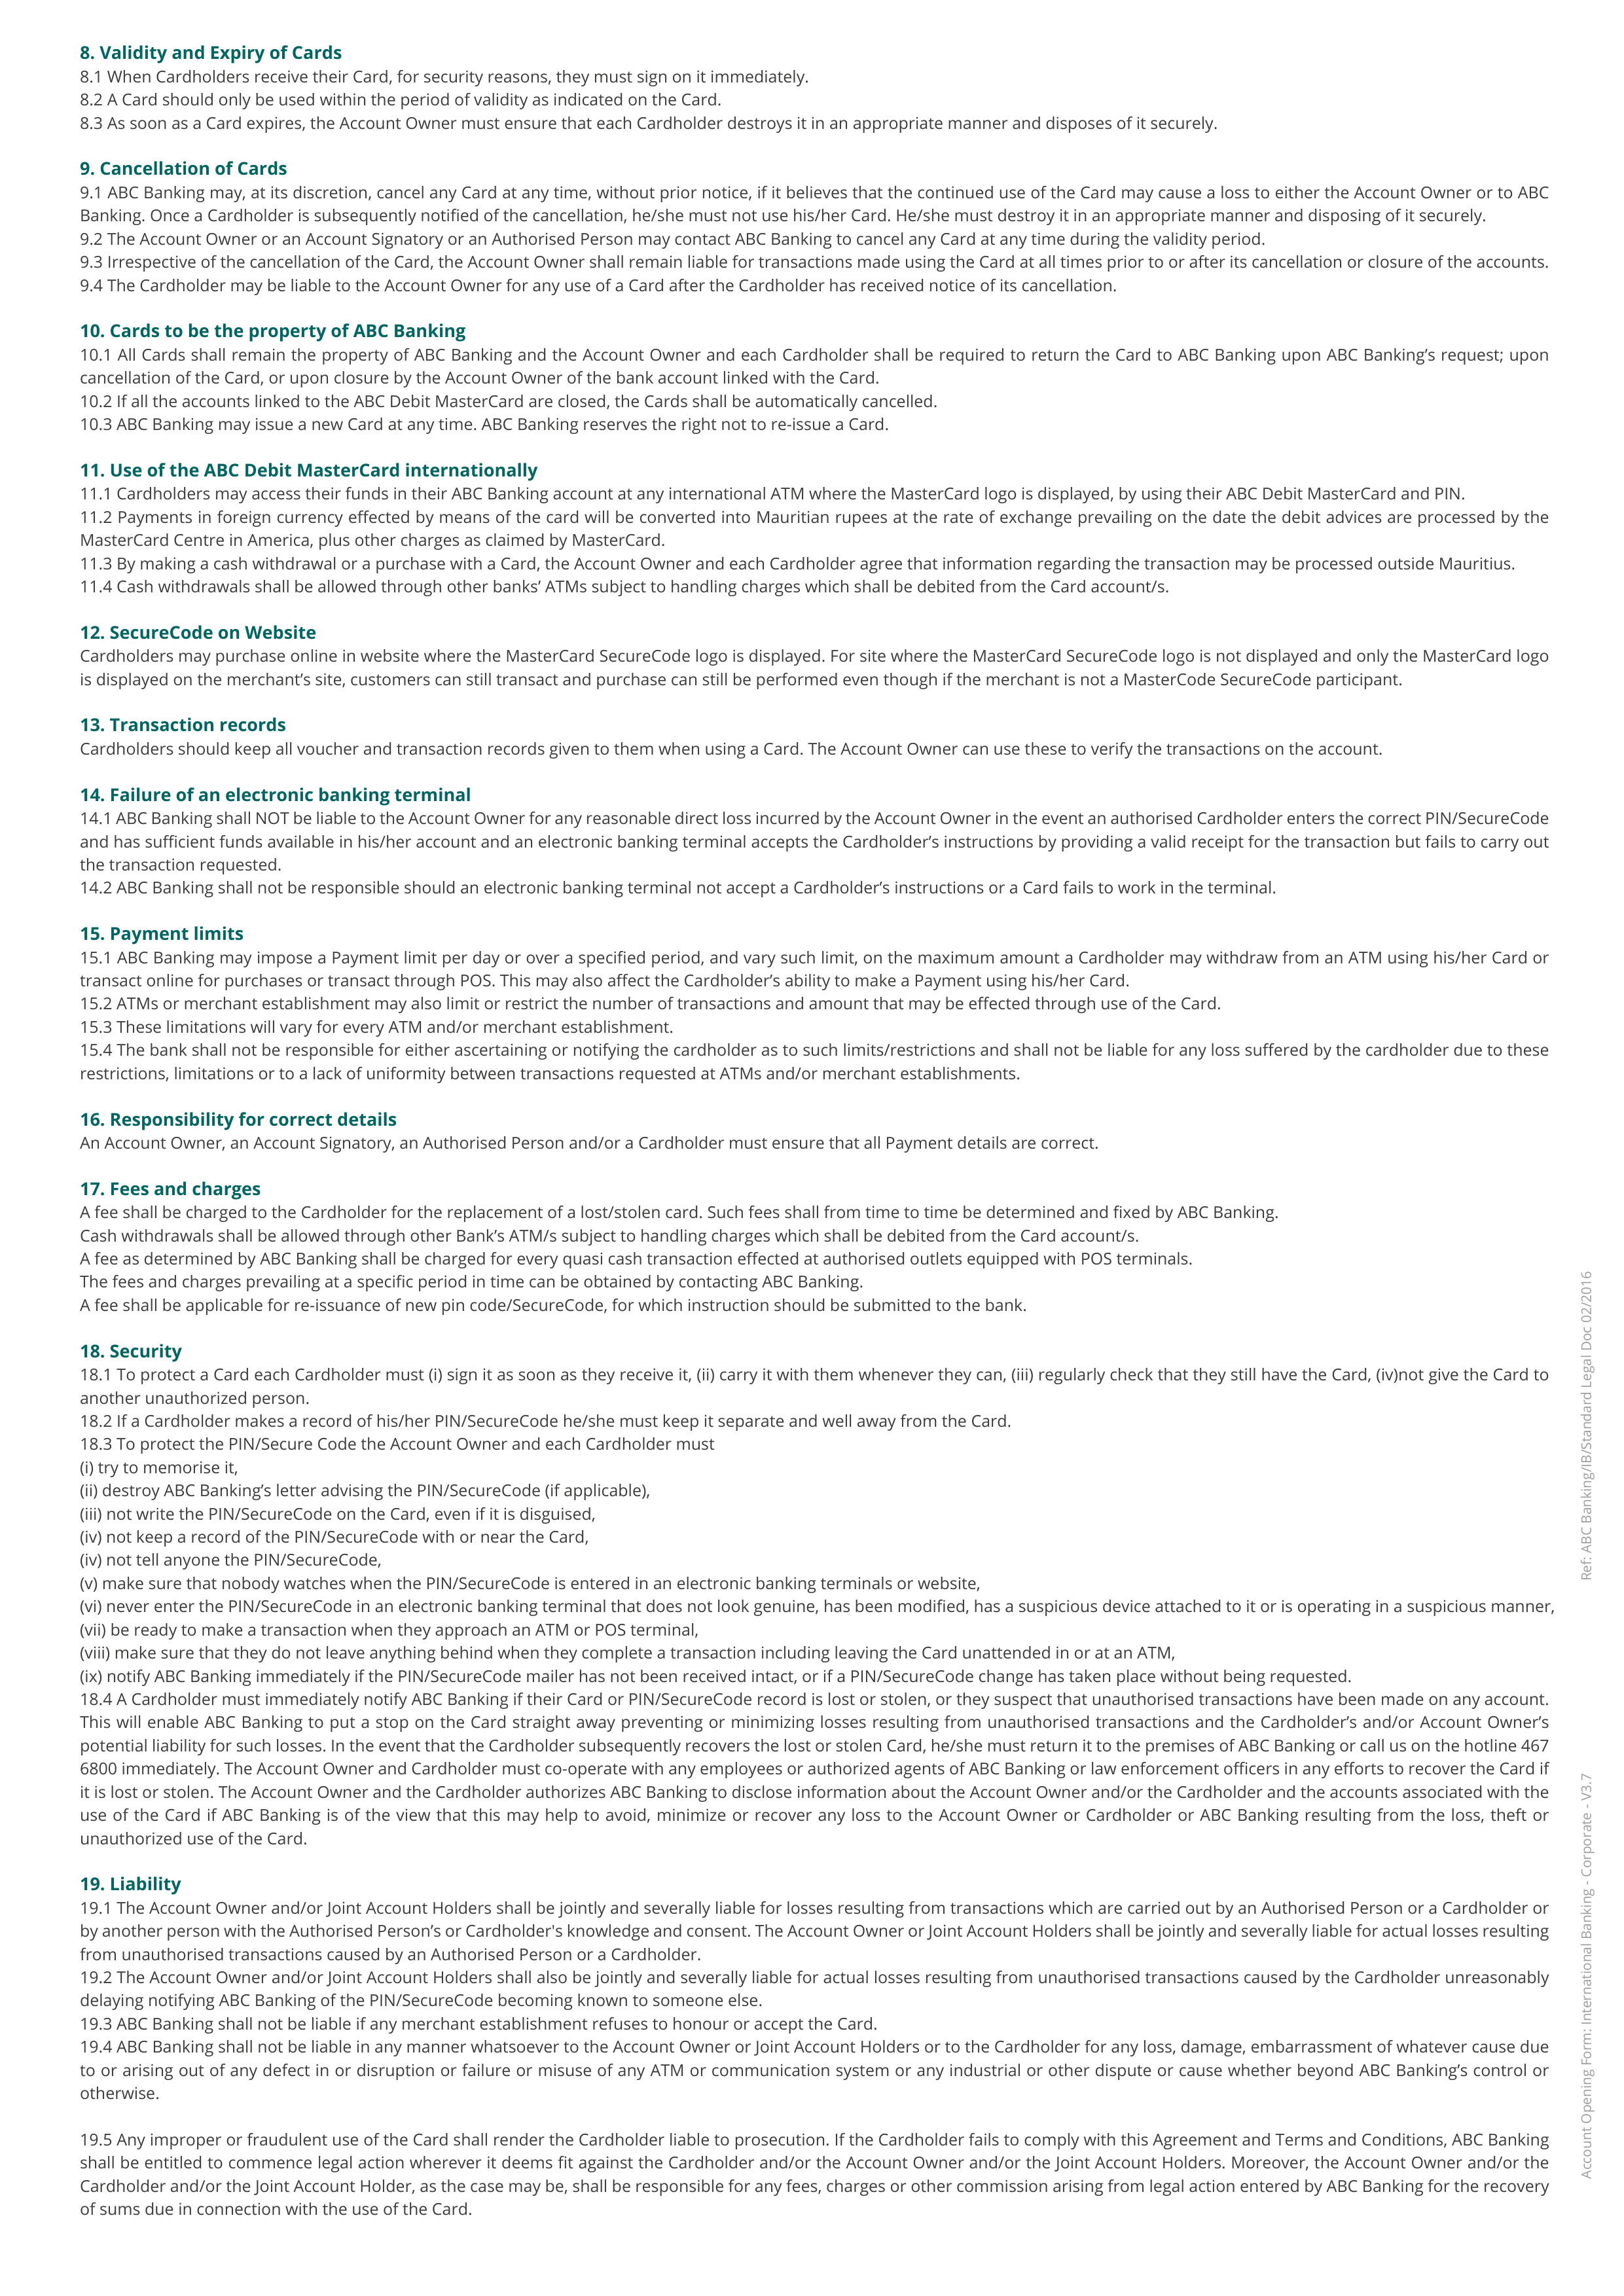 8. Validity and Expiry of Cards
8.1 When Cardholders receive their Card, for security reasons, they must sign on it immediately.
8.2 A Card should only be used within the period of validity as indicated on the Card.
8.3 As soon as a Card expires, the Account Owner must ensure that each Cardholder destroys it in an appropriate manner and disposes of it securely.
9. Cancellation of Cards
9.1 ABC Banking may, at its discretion, cancel any Card at any time, without prior notice, if it believes that the continued use of the Card may cause a loss to either the Account Owner or to ABC
Banking. Once a Cardholder is subsequently notified of the cancellation, he/she must not use his/her Card. He/she must destroy it in an appropriate manner and disposing of it securely.
9.2 The Account Owner or an Account Signatory or an Authorised Person may contact ABC Banking to cancel any Card at any time during the validity period.
9.3 Irrespective of the cancellation of the Card, the Account Owner shall remain liable for transactions made using the Card at all times prior to or after its cancellation or closure of the accounts.
9.4 The Cardholder may be liable to the Account Owner for any use of a Card after the Cardholder has received notice of its cancellation.
10. Cards to be the property of ABC Banking
10.1 All Cards shall remain the property of ABC Banking and the Account Owner and each Cardholder shall be required to return the Card to ABC Banking upon ABC Banking’s request; upon
cancellation of the Card, or upon closure by the Account Owner of the bank account linked with the Card.
10.2 If all the accounts linked to the ABC Debit MasterCard are closed, the Cards shall be automatically cancelled.
10.3 ABC Banking may issue a new Card at any time. ABC Banking reserves the right not to re-issue a Card.
11. Use of the ABC Debit MasterCard internationally
11.1 Cardholders may access their funds in their ABC Banking account at any international ATM where the MasterCard logo is displayed, by using their ABC Debit MasterCard and PIN.
11.2 Payments in foreign currency effected by means of the card will be converted into Mauritian rupees at the rate of exchange prevailing on the date the debit advices are processed by the
MasterCard Centre in America, plus other charges as claimed by MasterCard.
11.3 By making a cash withdrawal or a purchase with a Card, the Account Owner and each Cardholder agree that information regarding the transaction may be processed outside Mauritius.
11.4 Cash withdrawals shall be allowed through other banks’ ATMs subject to handling charges which shall be debited from the Card account/s.
12. SecureCode on Website
Cardholders may purchase online in website where the MasterCard SecureCode logo is displayed. For site where the MasterCard SecureCode logo is not displayed and only the MasterCard logo
is displayed on the merchant’s site, customers can still transact and purchase can still be performed even though if the merchant is not a MasterCode SecureCode participant.
13. Transaction records
Cardholders should keep all voucher and transaction records given to them when using a Card. The Account Owner can use these to verify the transactions on the account.
14. Failure of an electronic banking terminal
14.1 ABC Banking shall NOT be liable to the Account Owner for any reasonable direct loss incurred by the Account Owner in the event an authorised Cardholder enters the correct PIN/SecureCode
and has sufficient funds available in his/her account and an electronic banking terminal accepts the Cardholder’s instructions by providing a valid receipt for the transaction but fails to carry out
the transaction requested.
14.2 ABC Banking shall not be responsible should an electronic banking terminal not accept a Cardholder’s instructions or a Card fails to work in the terminal.
15. Payment limits
15.1 ABC Banking may impose a Payment limit per day or over a specified period, and vary such limit, on the maximum amount a Cardholder may withdraw from an ATM using his/her Card or
transact online for purchases or transact through POS. This may also affect the Cardholder’s ability to make a Payment using his/her Card.
15.2 ATMs or merchant establishment may also limit or restrict the number of transactions and amount that may be effected through use of the Card.
15.3 These limitations will vary for every ATM and/or merchant establishment.
15.4 The bank shall not be responsible for either ascertaining or notifying the cardholder as to such limits/restrictions and shall not be liable for any loss suffered by the cardholder due to these
restrictions, limitations or to a lack of uniformity between transactions requested at ATMs and/or merchant establishments.
16. Responsibility for correct details
An Account Owner, an Account Signatory, an Authorised Person and/or a Cardholder must ensure that all Payment details are correct.
17. Fees and charges
A fee shall be charged to the Cardholder for the replacement of a lost/stolen card. Such fees shall from time to time be determined and fixed by ABC Banking.
Cash withdrawals shall be allowed through other Bank’s ATM/s subject to handling charges which shall be debited from the Card account/s.
A fee as determined by ABC Banking shall be charged for every quasi cash transaction effected at authorised outlets equipped with POS terminals.
The fees and charges prevailing at a specific period in time can be obtained by contacting ABC Banking.
A fee shall be applicable for re-issuance of new pin code/SecureCode, for which instruction should be submitted to the bank.
18. Security
18.1 To protect a Card each Cardholder must (i) sign it as soon as they receive it, (ii) carry it with them whenever they can, (iii) regularly check that they still have the Card, (iv)not give the Card to
another unauthorized person.
18.2 If a Cardholder makes a record of his/her PIN/SecureCode he/she must keep it separate and well away from the Card.
18.3 To protect the PIN/Secure Code the Account Owner and each Cardholder must
(i) try to memorise it,
(ii) destroy ABC Banking’s letter advising the PIN/SecureCode (if applicable),
(iii) not write the PIN/SecureCode on the Card, even if it is disguised,
(iv) not keep a record of the PIN/SecureCode with or near the Card,
(iv) not tell anyone the PIN/SecureCode,
(v) make sure that nobody watches when the PIN/SecureCode is entered in an electronic banking terminals or website,
(vi) never enter the PIN/SecureCode in an electronic banking terminal that does not look genuine, has been modified, has a suspicious device attached to it or is operating in a suspicious manner,
(vii) be ready to make a transaction when they approach an ATM or POS terminal,
(viii) make sure that they do not leave anything behind when they complete a transaction including leaving the Card unattended in or at an ATM,
(ix) notify ABC Banking immediately if the PIN/SecureCode mailer has not been received intact, or if a PIN/SecureCode change has taken place without being requested.
18.4 A Cardholder must immediately notify ABC Banking if their Card or PIN/SecureCode record is lost or stolen, or they suspect that unauthorised transactions have been made on any account.
This will enable ABC Banking to put a stop on the Card straight away preventing or minimizing losses resulting from unauthorised transactions and the Cardholder’s and/or Account Owner’s
potential liability for such losses. In the event that the Cardholder subsequently recovers the lost or stolen Card, he/she must return it to the premises of ABC Banking or call us on the hotline 467
6800 immediately. The Account Owner and Cardholder must co-operate with any employees or authorized agents of ABC Banking or law enforcement officers in any efforts to recover the Card if
it is lost or stolen. The Account Owner and the Cardholder authorizes ABC Banking to disclose information about the Account Owner and/or the Cardholder and the accounts associated with the
use of the Card if ABC Banking is of the view that this may help to avoid, minimize or recover any loss to the Account Owner or Cardholder or ABC Banking resulting from the loss, theft or
unauthorized use of the Card.
19. Liability
19.1 The Account Owner and/or Joint Account Holders shall be jointly and severally liable for losses resulting from transactions which are carried out by an Authorised Person or a Cardholder or
by another person with the Authorised Person’s or Cardholder's knowledge and consent. The Account Owner or Joint Account Holders shall be jointly and severally liable for actual losses resulting
from unauthorised transactions caused by an Authorised Person or a Cardholder.
19.2 The Account Owner and/or Joint Account Holders shall also be jointly and severally liable for actual losses resulting from unauthorised transactions caused by the Cardholder unreasonably
delaying notifying ABC Banking of the PIN/SecureCode becoming known to someone else.
19.3 ABC Banking shall not be liable if any merchant establishment refuses to honour or accept the Card.
19.4 ABC Banking shall not be liable in any manner whatsoever to the Account Owner or Joint Account Holders or to the Cardholder for any loss, damage, embarrassment of whatever cause due
to or arising out of any defect in or disruption or failure or misuse of any ATM or communication system or any industrial or other dispute or cause whether beyond ABC Banking’s control or
otherwise.
19.5 Any improper or fraudulent use of the Card shall render the Cardholder liable to prosecution. If the Cardholder fails to comply with this Agreement and Terms and Conditions, ABC Banking
shall be entitled to commence legal action wherever it deems fit against the Cardholder and/or the Account Owner and/or the Joint Account Holders. Moreover, the Account Owner and/or the
Cardholder and/or the Joint Account Holder, as the case may be, shall be responsible for any fees, charges or other commission arising from legal action entered by ABC Banking for the recovery
of sums due in connection with the use of the Card.
Ref: ABC Banking/IB/Standard Legal Doc 02/2016
Account Opening Form: International Banking - Corporate - V3.7